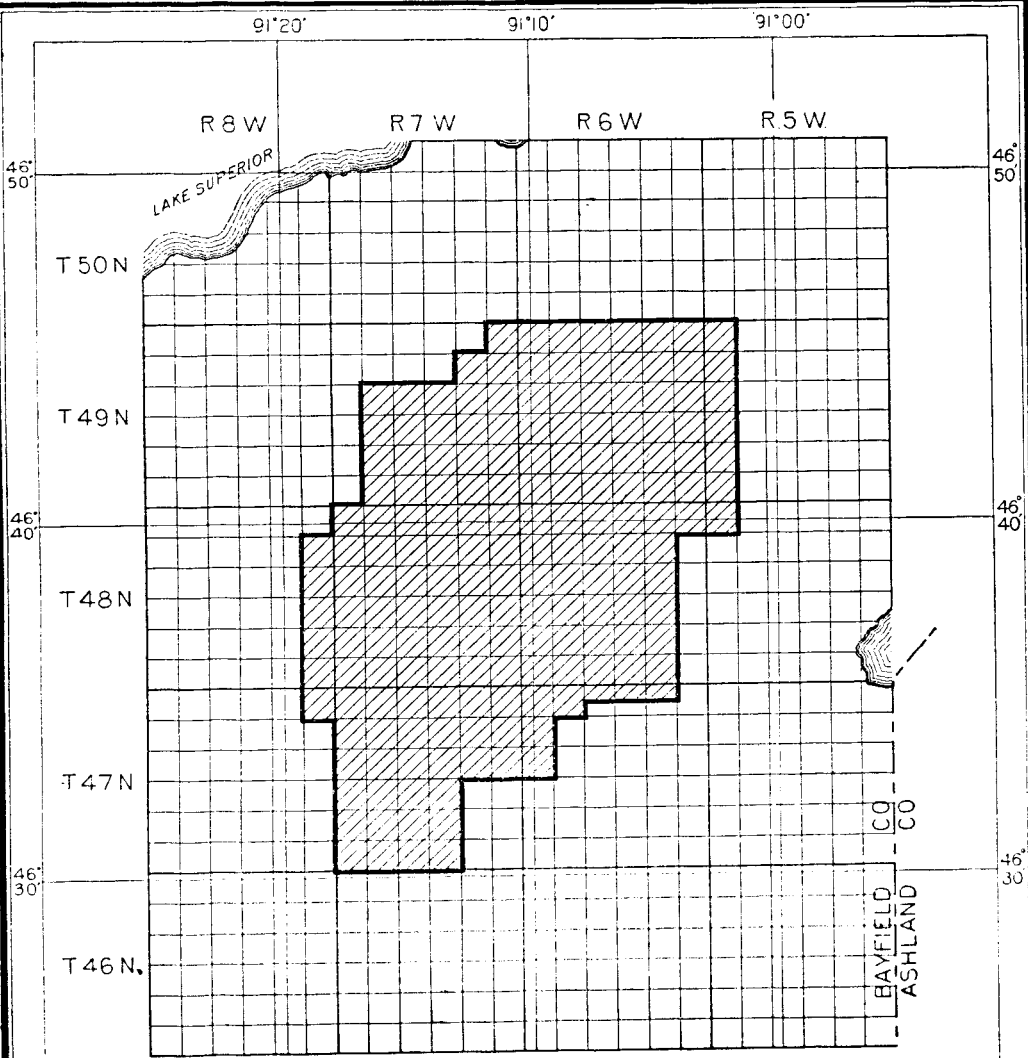 91°20' 91°10' 91°00'
R 8 W R 7 W R 6 W R.5 W.
46° 50' 46° 50'
LAKE SUPERIOR
T 50 N
T 49 N
46° 40' 46° 40'
T 48 N
T 47 N
46° 30' 46° 30'
BAYFIELD CO
ASHLAND CO
T 46 N.